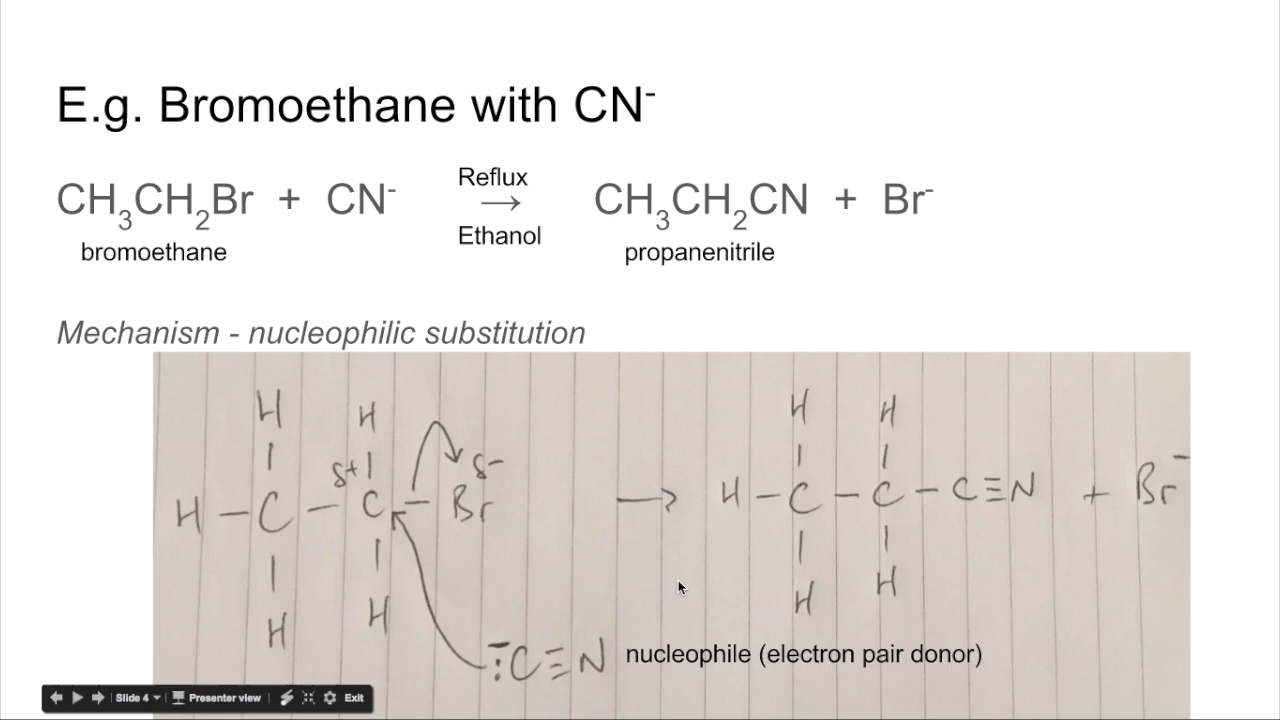 E.g. Bromoethane with CN⁻
Reflux
CH₃CH₂Br + CN⁻ → CH₃CH₂CN + Br⁻
Ethanol
bromoethane propanenitrile
Mechanism - nucleophilic substitution
H H H H
δ+ δ-
H – C – C – Br → H – C – C – C≡N + Br⁻
H H H H
⁻:C≡N nucleophile (electron pair donor)
Slide 4 Presenter view Exit